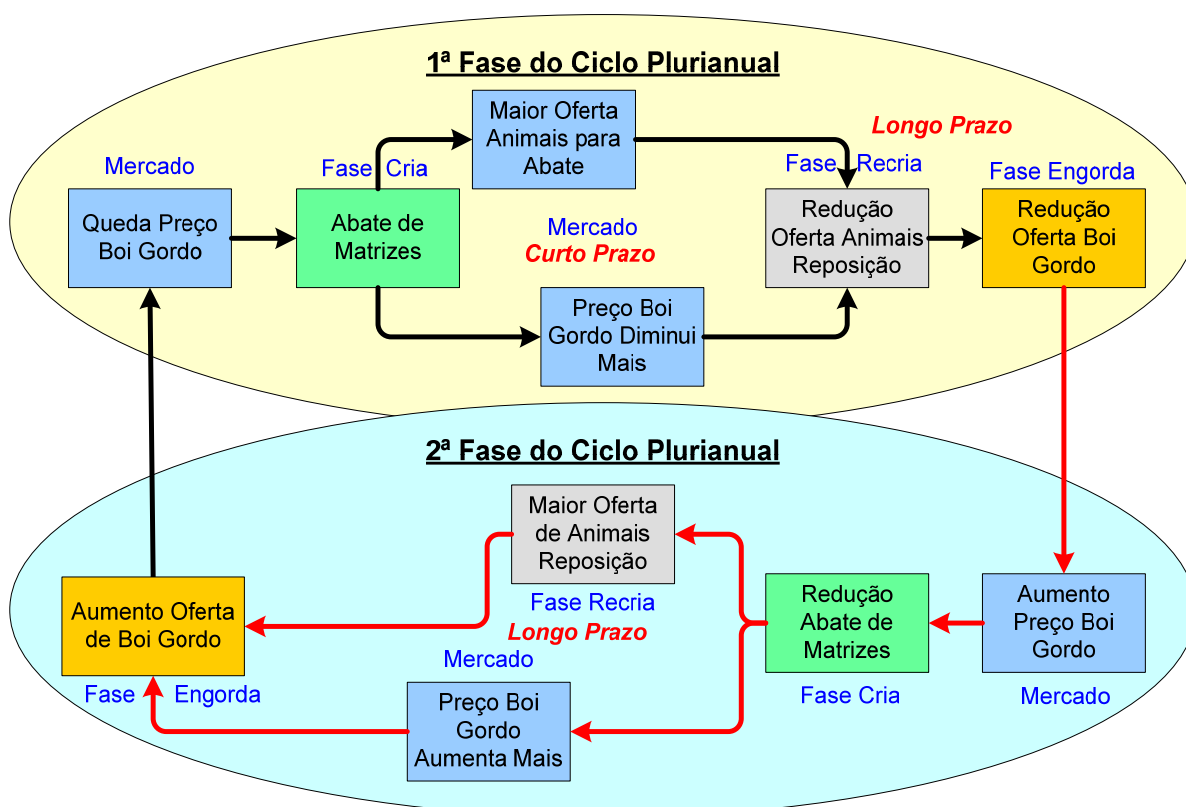 1ª Fase do Ciclo Plurianual
Mercado
Queda Preço
Boi Gordo
Fase Cria
Abate de
Matrizes
Maior Oferta
Animais para
Abate
Mercado
Curto Prazo
Preço Boi
Gordo Diminui
Mais
Longo Prazo
Fase Recria
Redução
Oferta Animais
Reposição
Fase Engorda
Redução
Oferta Boi
Gordo
2ª Fase do Ciclo Plurianual
Aumento
Preço Boi
Gordo
Mercado
Redução
Abate de
Matrizes
Fase Cria
Maior Oferta
de Animais
Reposição
Fase Recria
Longo Prazo
Mercado
Preço Boi
Gordo
Aumenta Mais
Aumento Oferta
de Boi Gordo
Fase Engorda